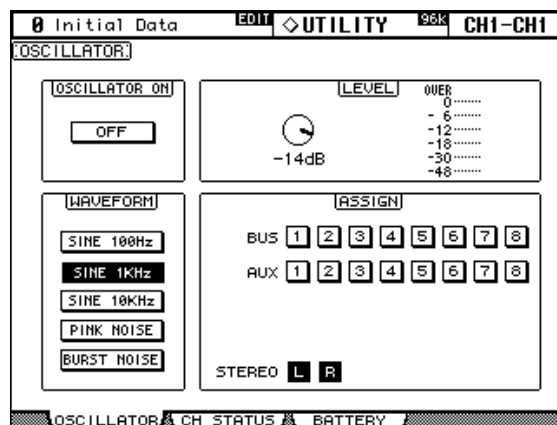 0 Initial Data EDIT ◇UTILITY 96k CH1-CH1
OSCILLATOR
OSCILLATOR ON
OFF
LEVEL
-14dB
OVER
0
- 6
-12
-18
-30
-48
WAVEFORM
SINE 100Hz
SINE 1KHz
SINE 10KHz
PINK NOISE
BURST NOISE
ASSIGN
BUS 1 2 3 4 5 6 7 8
AUX 1 2 3 4 5 6 7 8
STEREO L R
OSCILLATOR CH STATUS BATTERY